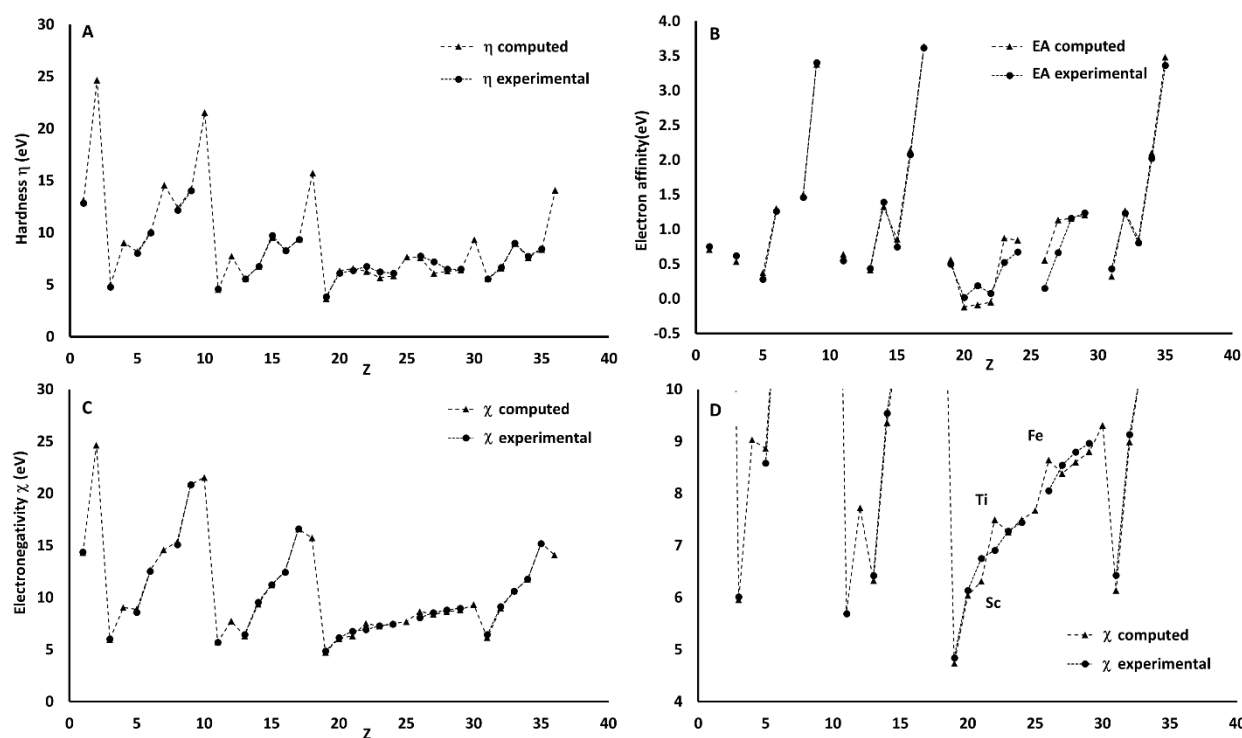 A
η computed
η experimental
Hardness η (eV)
30
25
20
15
10
5
0
0 5 10 15 20 25 30 35 40
Z
B
EA computed
EA experimental
Electron affinity(eV)
4.0
3.5
3.0
2.5
2.0
1.5
1.0
0.5
0.0
-0.5
0 5 10 15 20 25 30 35 40
Z
C
χ computed
χ experimental
Electronegativity χ (eV)
30
25
20
15
10
5
0
0 5 10 15 20 25 30 35 40
Z
D
Fe
Ti
Sc
χ computed
χ experimental
10
9
8
7
6
5
4
0 5 10 15 20 25 30 35 40